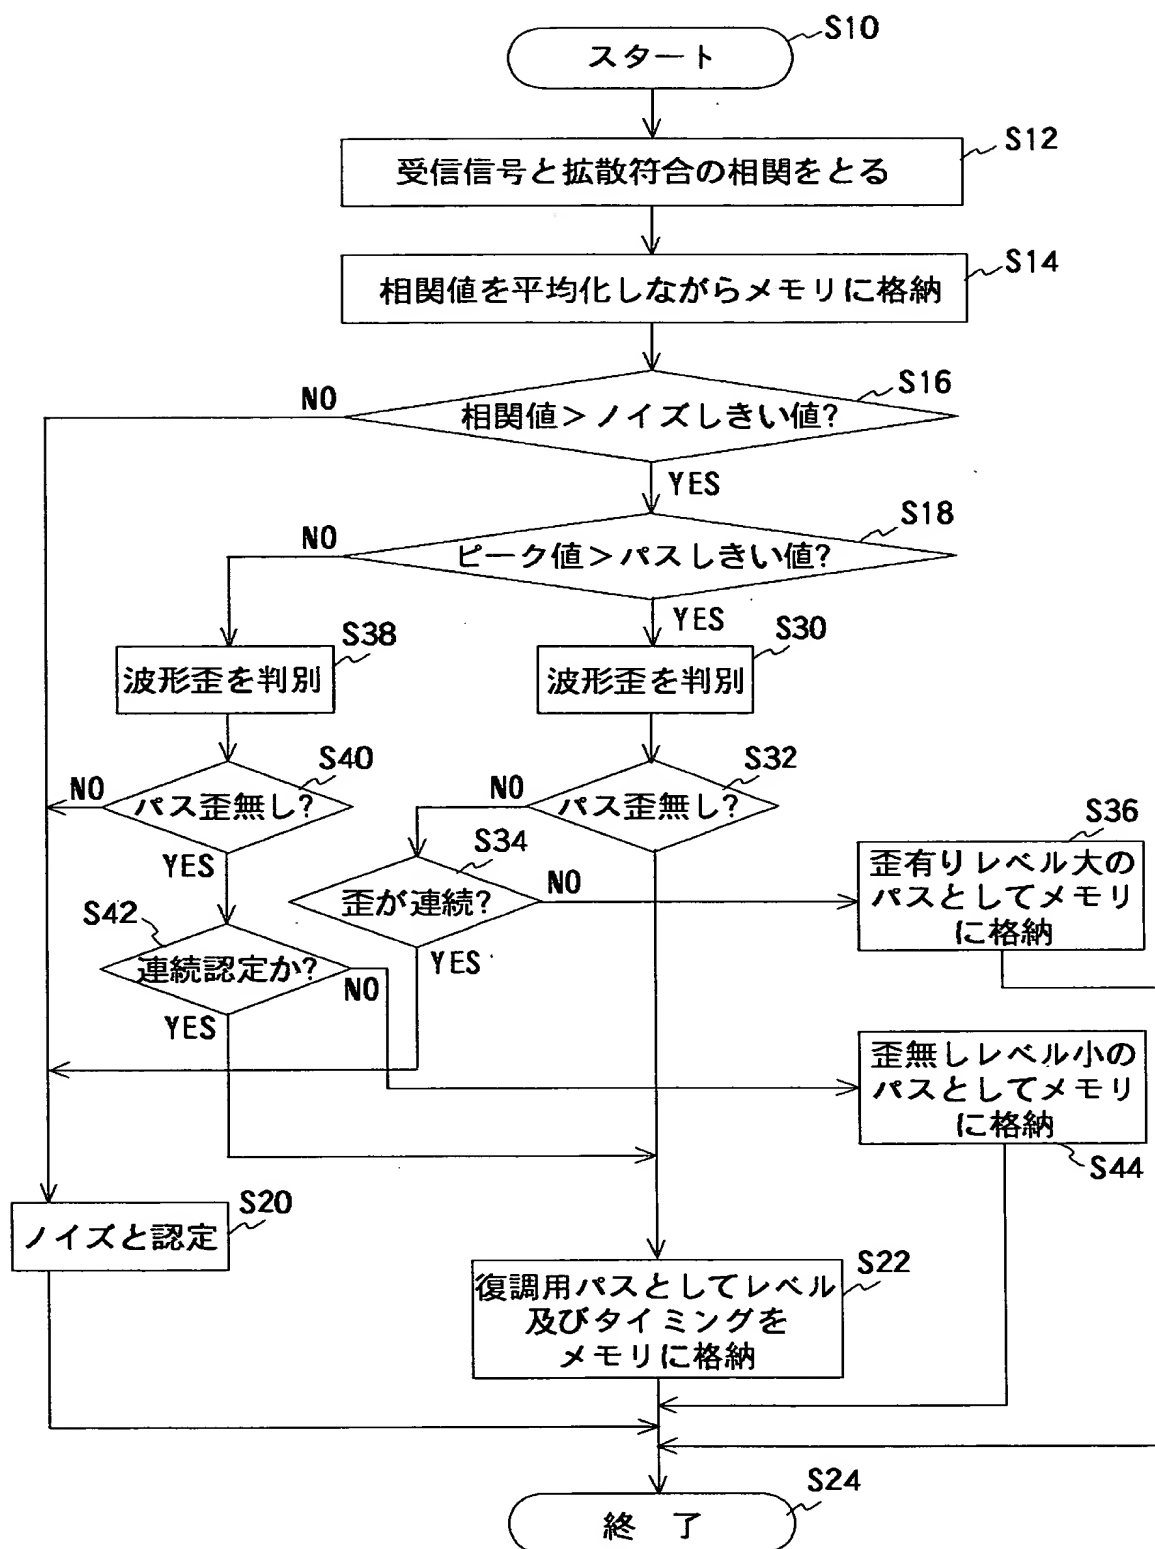 S10
スタート
S12
受信信号と拡散符合の相関をとる
S14
相関値を平均化しながらメモリに格納
S16
NO
相関値>ノイズしきい値?
YES
S18
NO
ピーク値>パスしきい値?
YES
S38
S30
波形歪を判別
波形歪を判別
S40
S32
NO
パス歪無し?
NO
パス歪無し?
YES
S34
S36
歪が連続?
NO
歪有りレベル大の
パスとしてメモリ
に格納
S42
YES
連続認定か?
NO
YES
歪無しレベル小の
パスとしてメモリ
に格納
S44
S20
ノイズと認定
S22
復調用パスとしてレベル
及びタイミングを
メモリに格納
S24
終 了